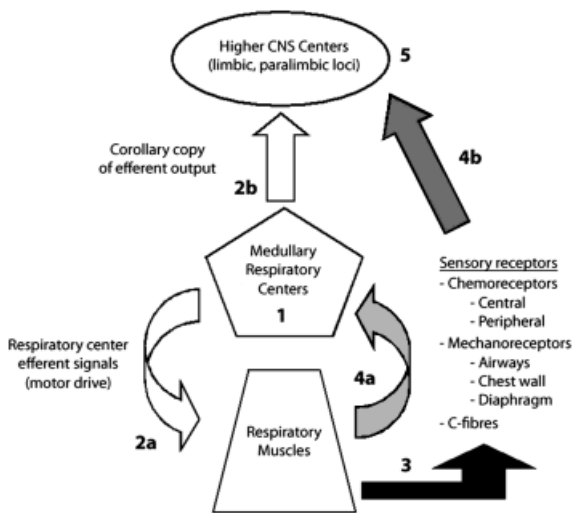 Higher CNS Centers
(limbic, paralimbic loci)
5
Corollary copy
of efferent output
2b
4b
Medullary
Respiratory
Centers
1
Sensory receptors
- Chemoreceptors
- Central
- Peripheral
- Mechanoreceptors
- Airways
- Chest wall
- Diaphragm
- C-fibres
Respiratory center
efferent signals
(motor drive)
4a
2a
Respiratory
Muscles
3